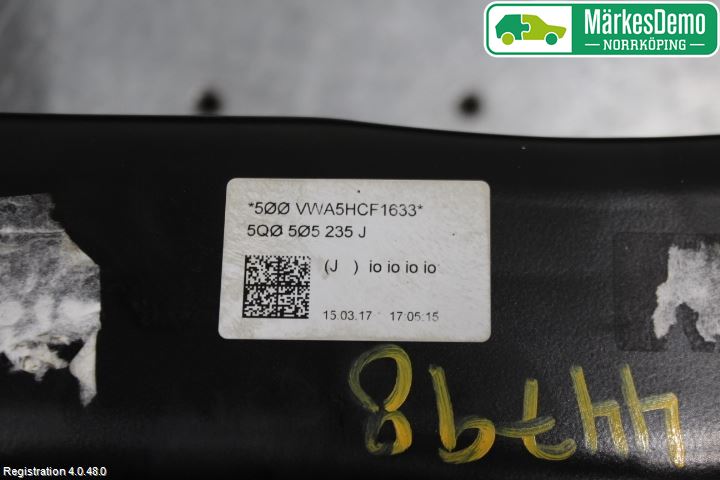 MärkesDemo
NORRKÖPING
*5ØØ VWA5HCF1633*
5QØ 5Ø5 235 J
(J ) io io io io
15.03.17 17:05:15
44798
Registration 4.0.48.0